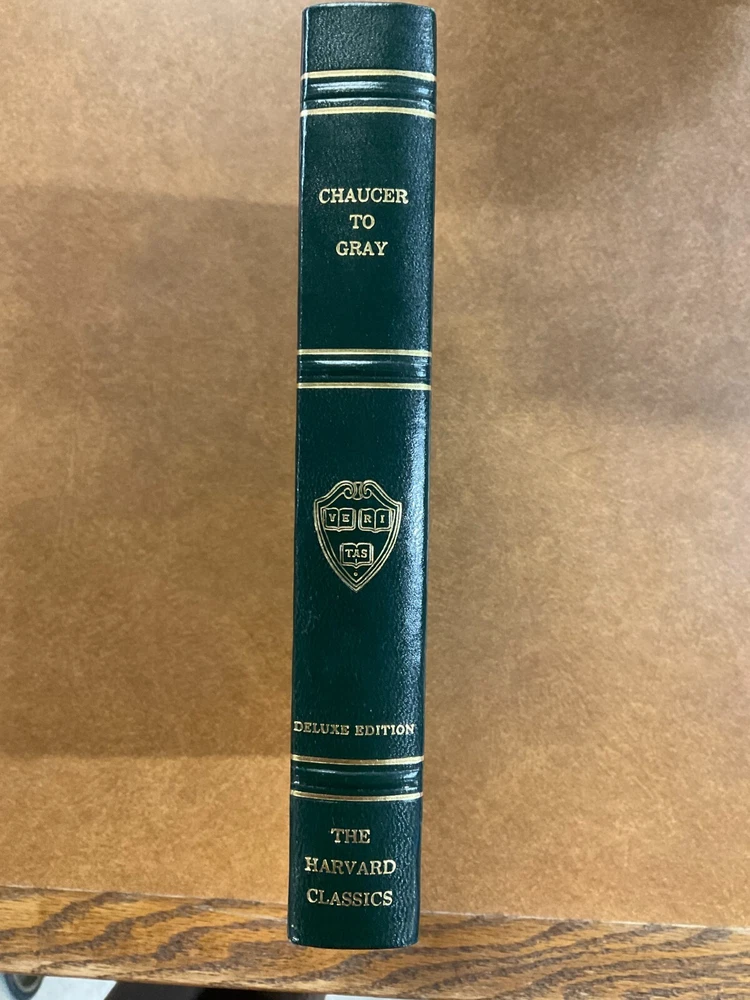 CHAUCER
TO
GRAY
VE RI
TAS
DELUXE EDITION
THE
HARVARD
CLASSICS